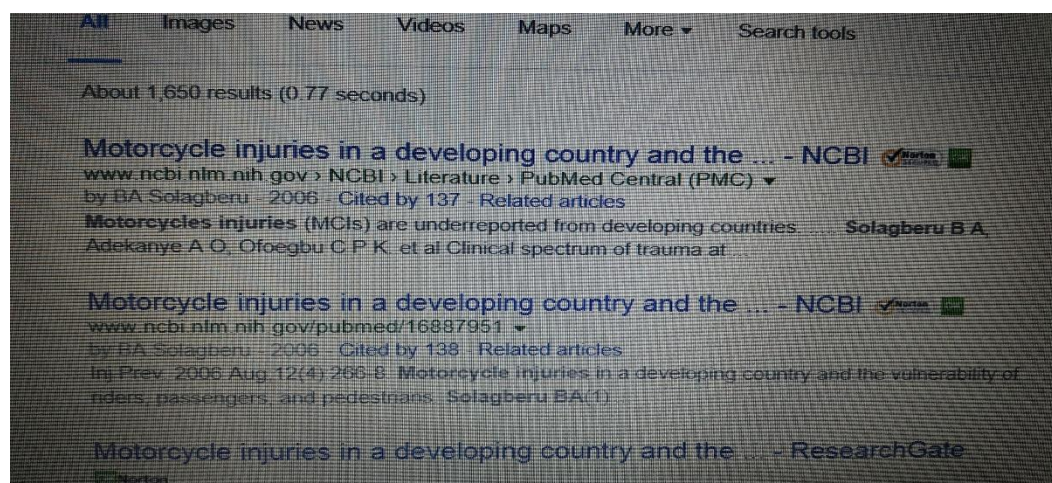 All Images News Videos Maps More Search tools
About 1,650 results (0.77 seconds)
Motorcycle injuries in a developing country and the ... - NCBI Norton
www.ncbi.nlm.nih.gov › NCBI › Literature › PubMed Central (PMC)
by BA Solagberu - 2006 - Cited by 137 - Related articles
Motorcycles injuries (MCIs) are underreported from developing countries. ... ... Solagberu B A,
Adekanye A O, Ofoegbu C P K, et al Clinical spectrum of trauma at ...
Motorcycle injuries in a developing country and the ... - NCBI Norton
www.ncbi.nlm.nih.gov/pubmed/16887951
by BA Solagberu - 2006 - Cited by 138 - Related articles
Inj Prev. 2006 Aug;12(4):266-8. Motorcycle injuries in a developing country and the vulnerability of
riders, passengers, and pedestrians. Solagberu BA(1)
Motorcycle injuries in a developing country and the ... - ResearchGate
Norton